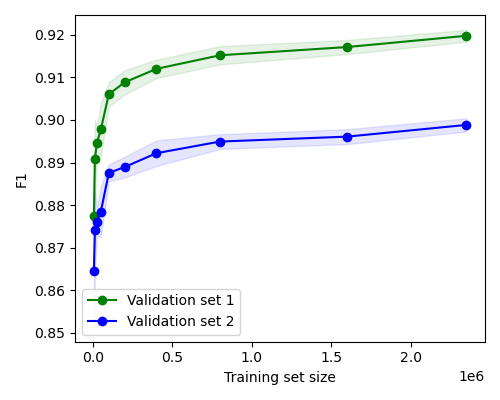 0.92
0.91
0.90
0.89
0.88
0.87
0.86
0.85
F1
Validation set 1
Validation set 2
0.0 0.5 1.0 1.5 2.0
1e6
Training set size